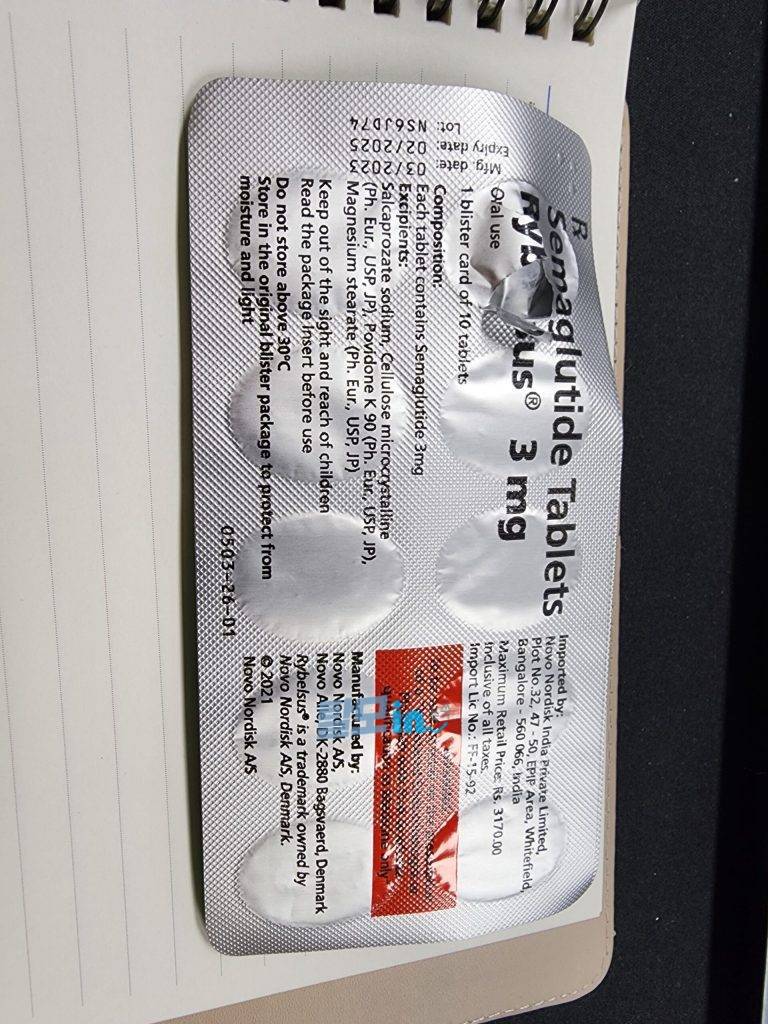 ℞
Semaglutide Tablets
Ryb us® 3 mg
Oral use
1 blister card of 10 tablets
Composition:
Each tablet contains Semaglutide 3mg
Excipients:
Salcaprozate sodium, Cellulose microcrystalline
(Ph. Eur., USP, JP), Povidone K 90 (Ph. Eur., USP, JP),
Magnesium stearate (Ph. Eur., USP, JP)
Keep out of the sight and reach of children
Read the package insert before use
Do not store above 30°C
Store in the original blister package to protect from
moisture and light
Imported by:
Novo Nordisk India Private Limited,
Plot No.32, 47 - 50, EPIP Area, Whitefield,
Bangalore - 560 066, India
Maximum Retail Price: Rs. 3170.00
Inclusive of all taxes.
Import Lic No.: FF-15-92
only
Manufactured by:
Novo Nordisk A/S,
Novo Allé, DK-2880 Bagsvaerd, Denmark
Rybelsus® is a trademark owned by
Novo Nordisk A/S, Denmark.
© 2021
Novo Nordisk A/S
0503-26-01
Mfg. date: 03/2023
Expiry date: 02/2025
Lot: NS6JD74
in